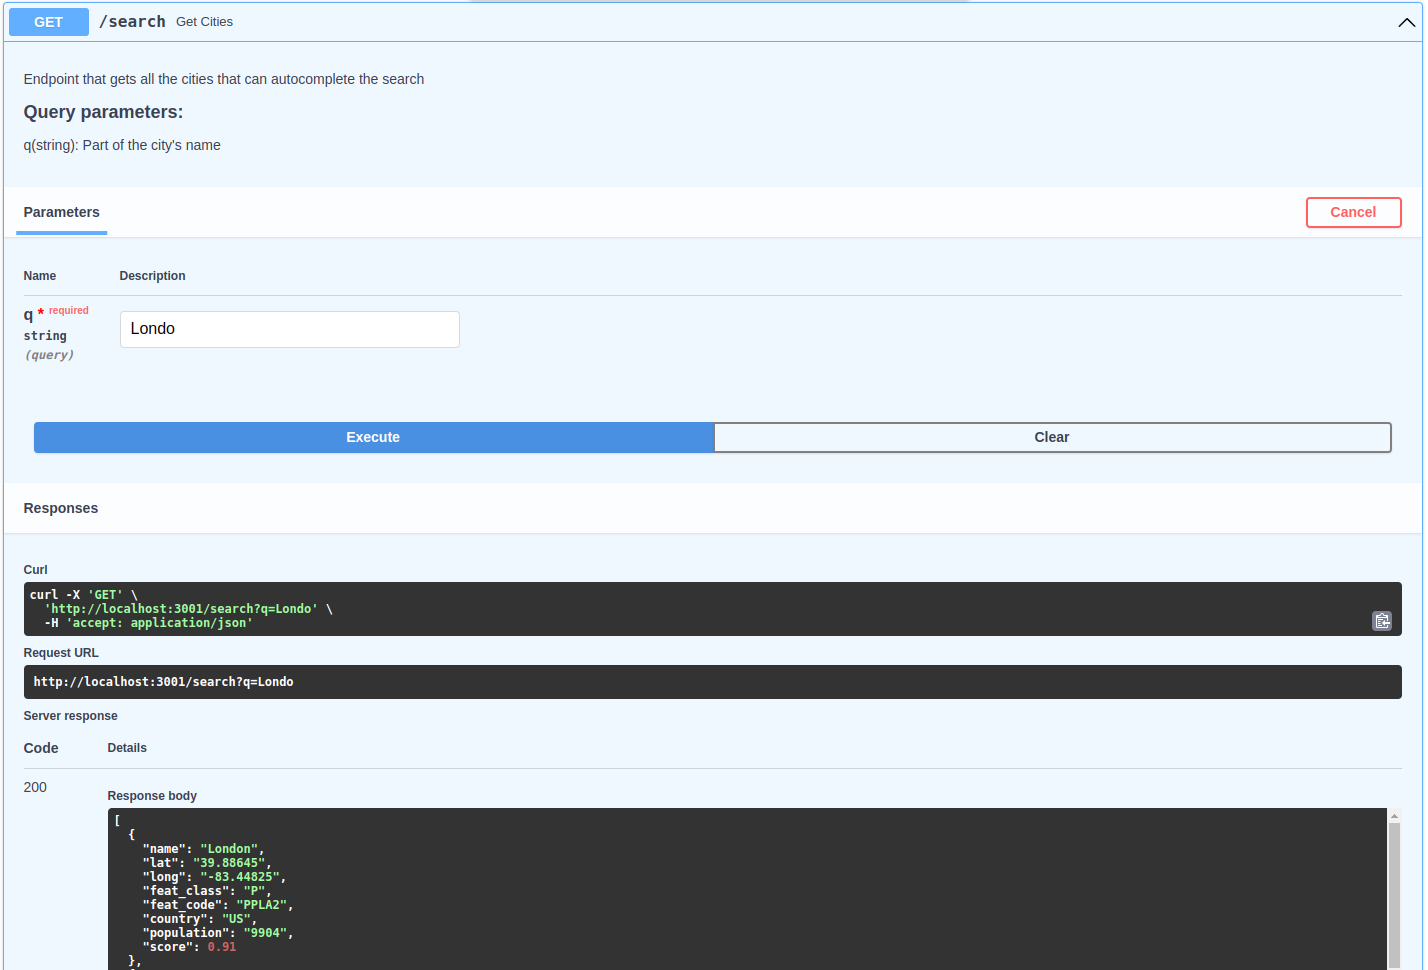 GET /search Get Cities
Endpoint that gets all the cities that can autocomplete the search
Query parameters:
q(string): Part of the city's name
Parameters
Cancel
Name Description
q * required
string
(query)
Londo
Execute
Clear
Responses
Curl
curl -X 'GET' \
'http://localhost:3001/search?q=Londo' \
-H 'accept: application/json'
Request URL
http://localhost:3001/search?q=Londo
Server response
Code Details
200
Response body
[
{
"name": "London",
"lat": "39.88645",
"long": "-83.44825",
"feat_class": "P",
"feat_code": "PPLA2",
"country": "US",
"population": "9904",
"score": 0.91
},